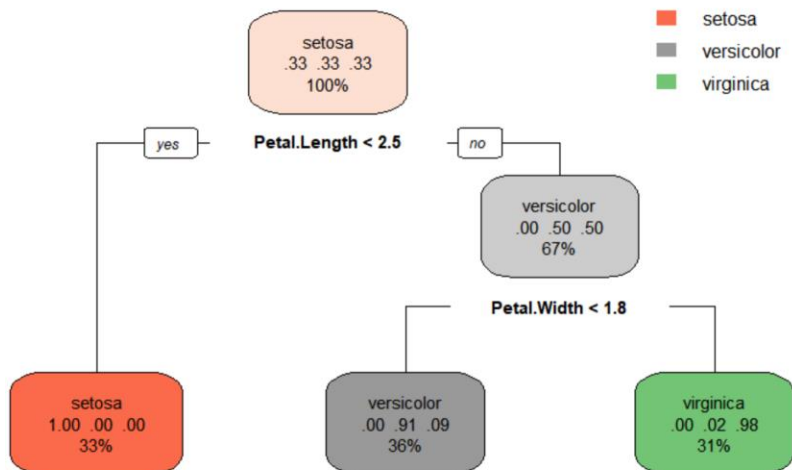 setosa
.33 .33 .33
100%
setosa
versicolor
virginica
yes
Petal.Length < 2.5
no
versicolor
.00 .50 .50
67%
Petal.Width < 1.8
setosa
1.00 .00 .00
33%
versicolor
.00 .91 .09
36%
virginica
.00 .02 .98
31%